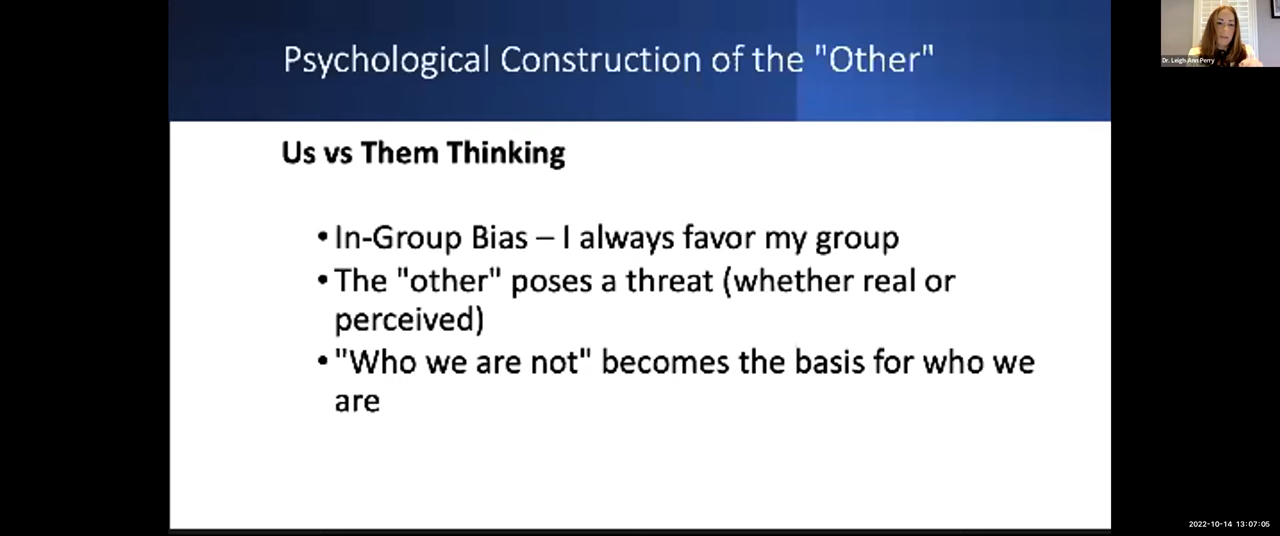 Psychological Construction of the "Other"
Dr. Leigh Ann Perry
Us vs Them Thinking
• In-Group Bias – I always favor my group
• The "other" poses a threat (whether real or
perceived)
• "Who we are not" becomes the basis for who we
are
2022-10-14 13:07:05